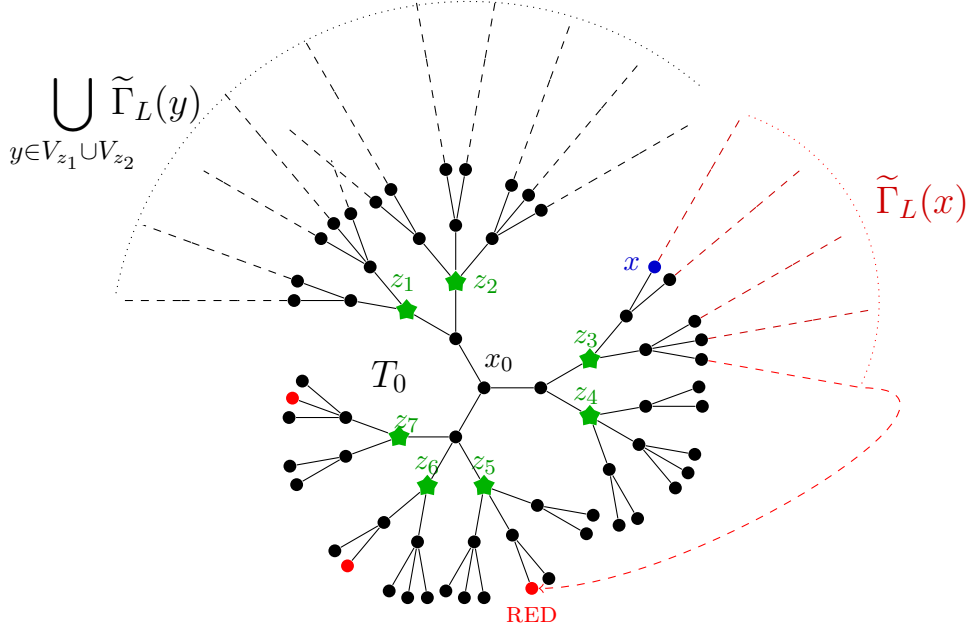 ⋃ Γ̃_L(y)
y∈V_{z_1}∪V_{z_2}
Γ̃_L(x)
x
z_1
z_2
z_3
x_0
T_0
z_4
z_7
z_6
z_5
RED